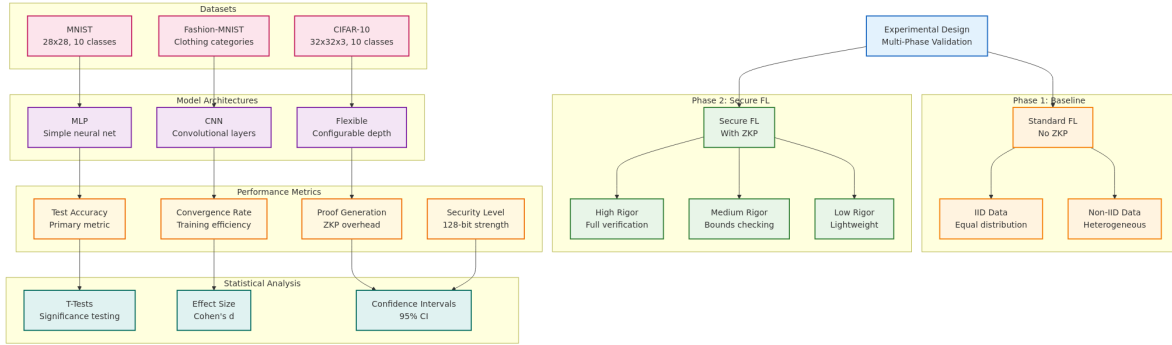 Datasets
MNIST
28x28, 10 classes
Fashion-MNIST
Clothing categories
CIFAR-10
32x32x3, 10 classes
Model Architectures
MLP
Simple neural net
CNN
Convolutional layers
Flexible
Configurable depth
Performance Metrics
Test Accuracy
Primary metric
Convergence Rate
Training efficiency
Proof Generation
ZKP overhead
Security Level
128-bit strength
Statistical Analysis
T-Tests
Significance testing
Effect Size
Cohen's d
Confidence Intervals
95% CI
Experimental Design
Multi-Phase Validation
Phase 2: Secure FL
Secure FL
With ZKP
High Rigor
Full verification
Medium Rigor
Bounds checking
Low Rigor
Lightweight
Phase 1: Baseline
Standard FL
No ZKP
IID Data
Equal distribution
Non-IID Data
Heterogeneous